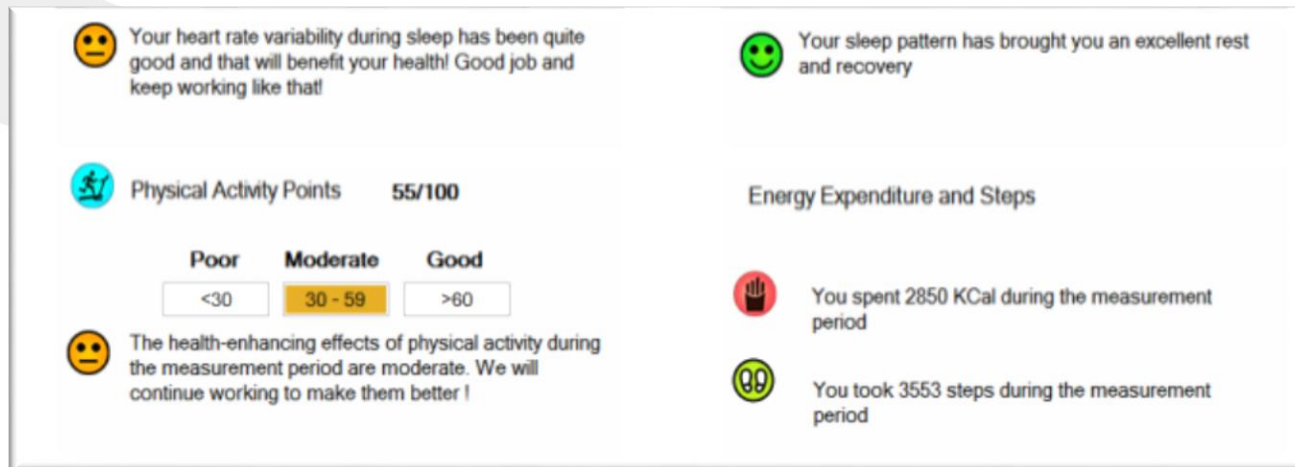 Your heart rate variability during sleep has been quite
good and that will benefit your health! Good job and
keep working like that!
Your sleep pattern has brought you an excellent rest
and recovery
Physical Activity Points 55/100
Poor Moderate Good
<30 30 - 59 >60
The health-enhancing effects of physical activity during
the measurement period are moderate. We will
continue working to make them better !
Energy Expenditure and Steps
You spent 2850 KCal during the measurement
period
You took 3553 steps during the measurement
period